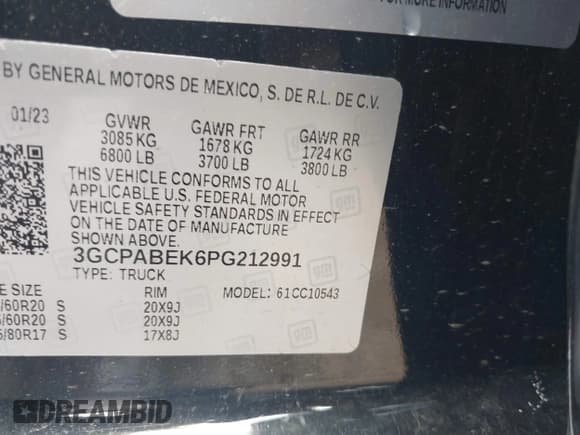 FOR MORE INFORMATION
BY GENERAL MOTORS DE MEXICO, S. DE R.L. DE C.V.
01/23 GVWR GAWR FRT GAWR RR
3085 KG 1678 KG 1724 KG
6800 LB 3700 LB 3800 LB
THIS VEHICLE CONFORMS TO ALL
APPLICABLE U.S. FEDERAL MOTOR
VEHICLE SAFETY STANDARDS IN EFFECT
ON THE DATE OF MANUFACTURE
SHOWN ABOVE.
3GCPABEK6PG212991
TYPE: TRUCK MODEL: 61CC10543
SIZE RIM
/60R20 S 20X9J
/60R20 S 20X9J
/80R17 S 17X8J
GM
DREAMBID